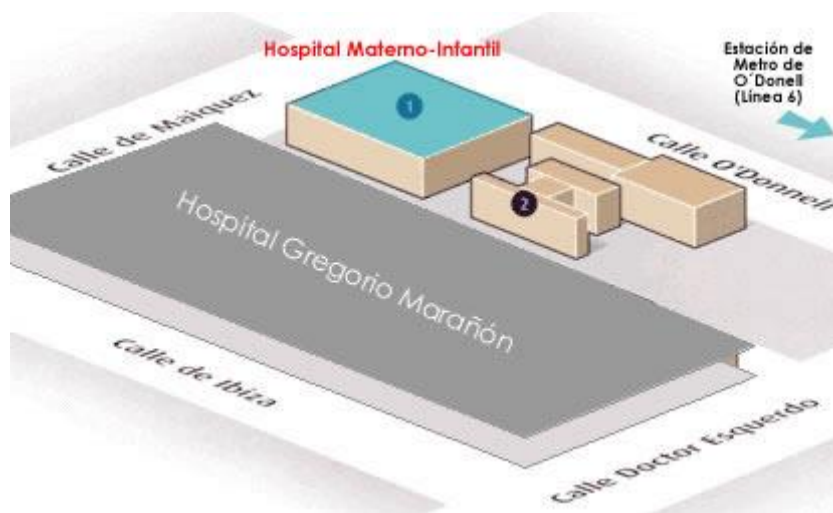 Hospital Materno-Infantil
Estación de
Metro de
O´Donell
(Línea 6)
1
Calle de Maiquez
Calle O'Donnell
2
Hospital Gregorio Marañón
Calle de Ibiza
Calle Doctor Esquerdo